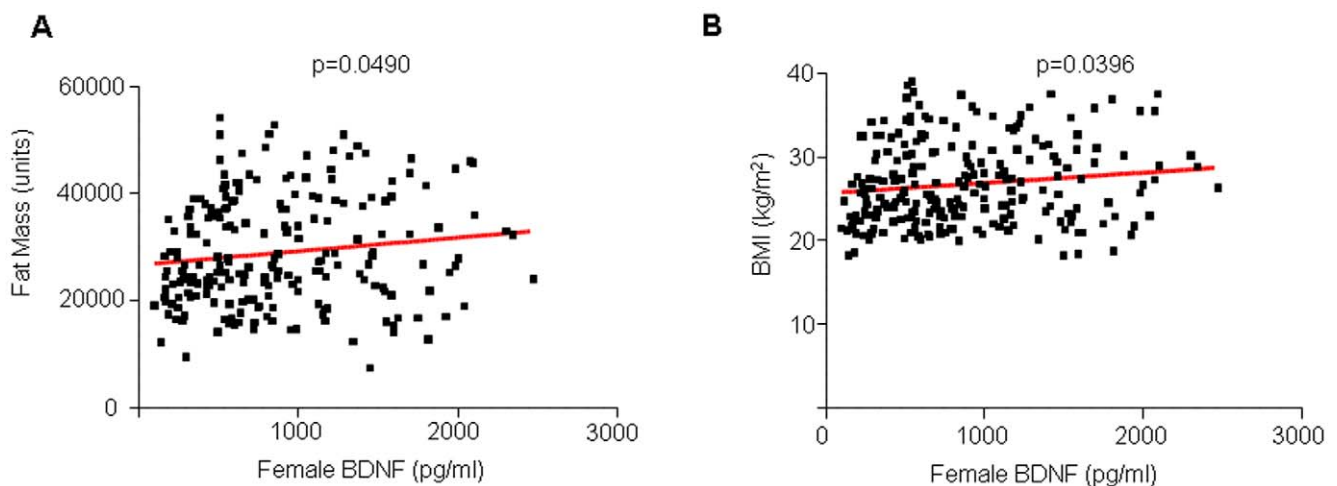 A
p=0.0490
60000
40000
20000
0
Fat Mass (units)
1000
2000
3000
Female BDNF (pg/ml)
B
p=0.0396
40
30
20
10
BMI (kg/m²)
0
1000
2000
3000
Female BDNF (pg/ml)